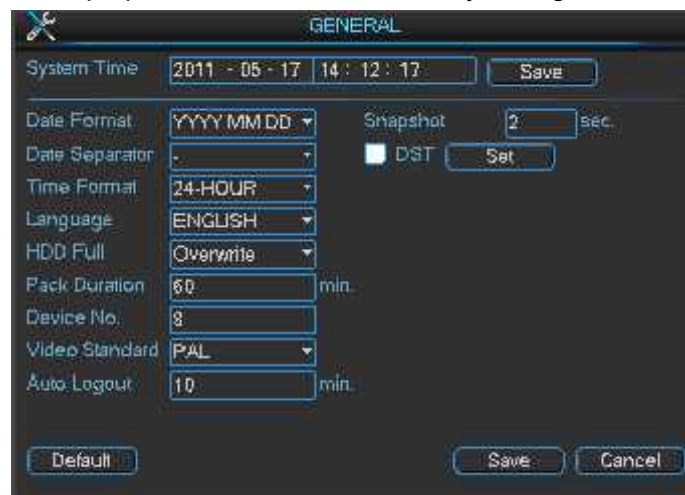 GENERAL
System Time 2011 - 05 - 17 14 : 12 : 17 Save
Date Format YYYY MM DD Snapshot 2 sec.
Date Separator - DST Set
Time Format 24-HOUR
Language ENGLISH
HDD Full Overwrite
Pack Duration 60 min.
Device No. 8
Video Standard PAL
Auto Logout 10 min.
Default Save Cancel